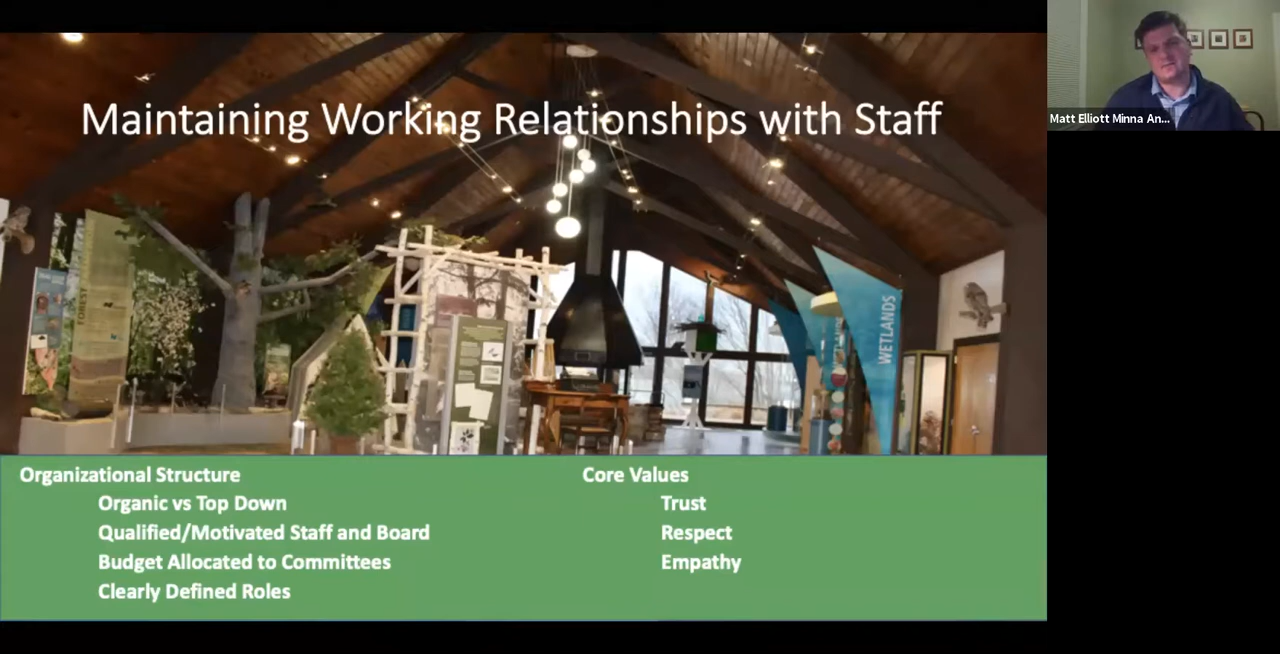 Maintaining Working Relationships with Staff
Matt Elliott Minna An...
WETLANDS
Organizational Structure
Organic vs Top Down
Qualified/Motivated Staff and Board
Budget Allocated to Committees
Clearly Defined Roles
Core Values
Trust
Respect
Empathy